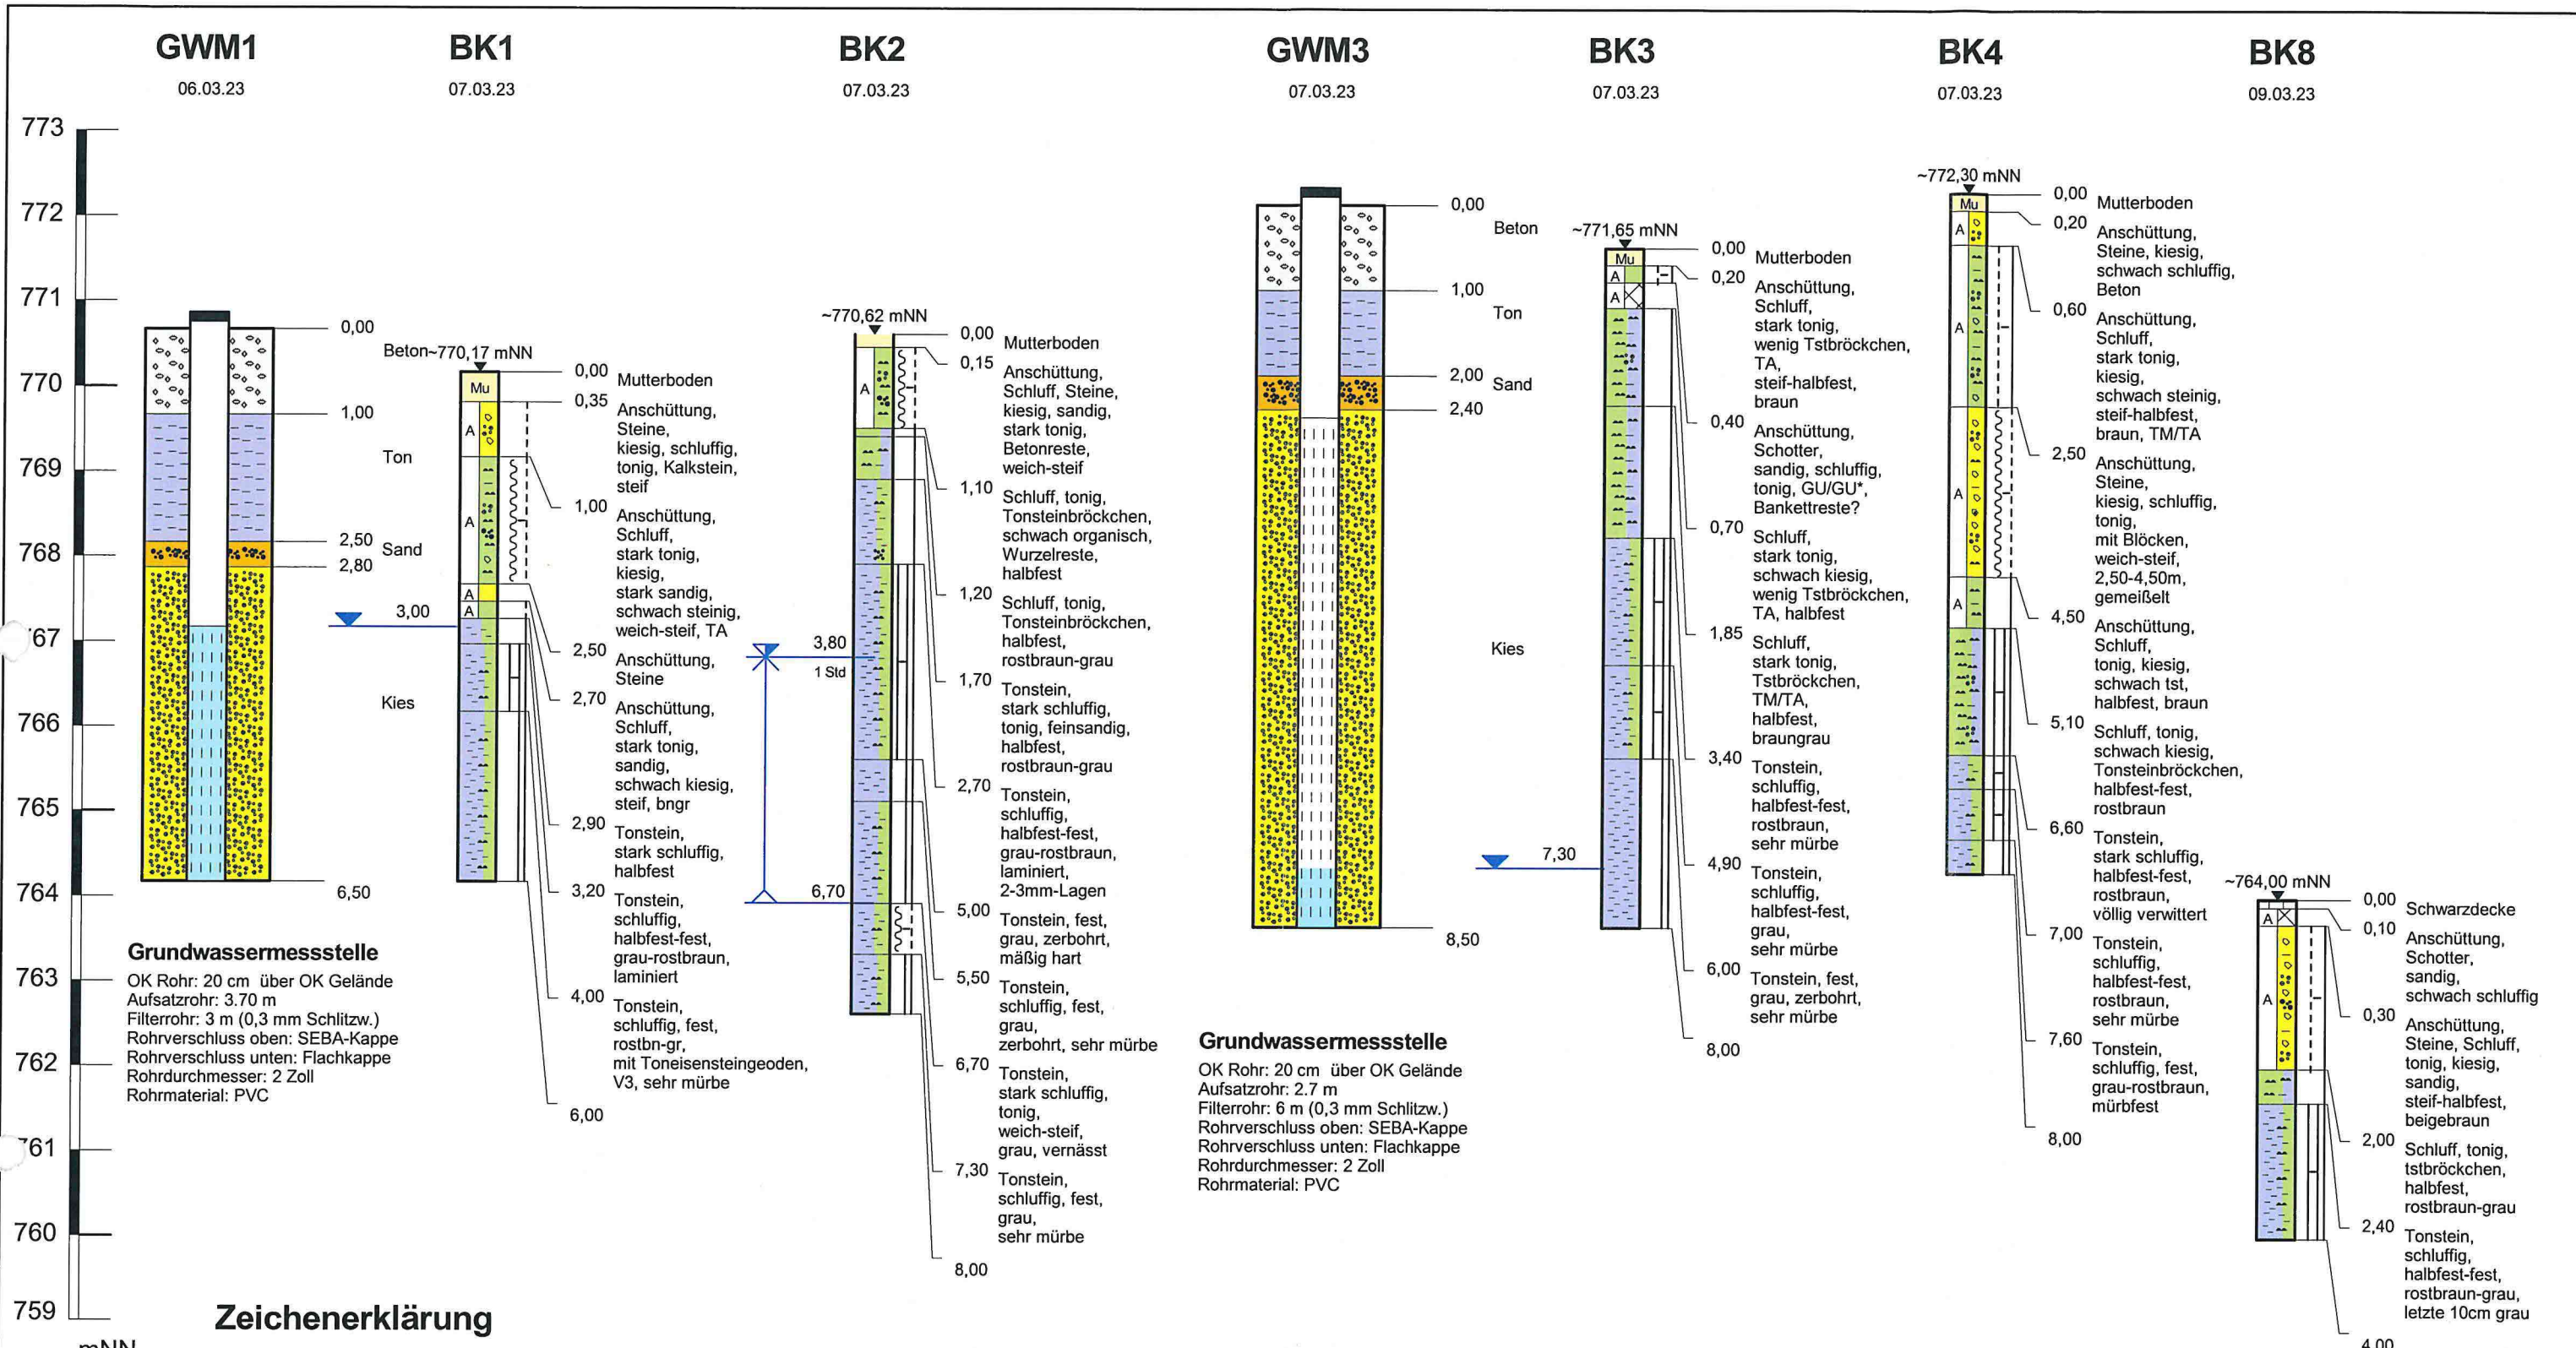 GWM1
06.03.23
BK1
07.03.23
BK2
07.03.23
GWM3
07.03.23
BK3
07.03.23
BK4
07.03.23
BK8
09.03.23
773
772
771
770
769
768
767
766
765
764
763
762
761
760
759
mNN
0,00
Beton
1,00
Ton
2,50
Sand
2,80
Kies
6,50
Grundwassermessstelle
OK Rohr: 20 cm über OK Gelände
Aufsatzrohr: 3.70 m
Filterrohr: 3 m (0,3 mm Schlitzw.)
Rohrverschluss oben: SEBA-Kappe
Rohrverschluss unten: Flachkappe
Rohrdurchmesser: 2 Zoll
Rohrmaterial: PVC
~770,17 mNN
Mu
A
A
A
A
3,00
0,00
Mutterboden
0,35
Anschüttung,
Steine,
kiesig, schluffig,
tonig, Kalkstein,
steif
1,00
Anschüttung,
Schluff,
stark tonig,
kiesig,
stark sandig,
schwach steinig,
weich-steif, TA
2,50
Anschüttung,
Steine
2,70
Anschüttung,
Schluff,
stark tonig,
sandig,
schwach kiesig,
steif, bngr
2,90
Tonstein,
stark schluffig,
halbfest
3,20
Tonstein,
schluffig,
halbfest-fest,
grau-rostbraun,
laminiert
4,00
Tonstein,
schluffig, fest,
rostbn-gr,
mit Toneisensteingeoden,
V3, sehr mürbe
6,00
~770,62 mNN
A
3,80
1 Std
6,70
0,00
Mutterboden
0,15
Anschüttung,
Schluff, Steine,
kiesig, sandig,
stark tonig,
Betonreste,
weich-steif
1,10
Schluff, tonig,
Tonsteinbröckchen,
schwach organisch,
Wurzelreste,
halbfest
1,20
Schluff, tonig,
Tonsteinbröckchen,
halbfest,
rostbraun-grau
1,70
Tonstein,
stark schluffig,
tonig, feinsandig,
halbfest,
rostbraun-grau
2,70
Tonstein,
schluffig,
halbfest-fest,
grau-rostbraun,
laminiert,
2-3mm-Lagen
5,00
Tonstein, fest,
grau, zerbohrt,
mäßig hart
5,50
Tonstein,
schluffig, fest,
grau,
zerbohrt, sehr mürbe
6,70
Tonstein,
stark schluffig,
tonig,
weich-steif,
grau, vernässt
7,30
Tonstein,
schluffig, fest,
grau,
sehr mürbe
8,00
0,00
Beton
1,00
Ton
2,00
Sand
2,40
Kies
8,50
Grundwassermessstelle
OK Rohr: 20 cm über OK Gelände
Aufsatzrohr: 2.7 m
Filterrohr: 6 m (0,3 mm Schlitzw.)
Rohrverschluss oben: SEBA-Kappe
Rohrverschluss unten: Flachkappe
Rohrdurchmesser: 2 Zoll
Rohrmaterial: PVC
~771,65 mNN
Mu
A
A
7,30
0,00
Mutterboden
0,20
Anschüttung,
Schluff,
stark tonig,
wenig Tstbröckchen,
TA,
steif-halbfest,
braun
0,40
Anschüttung,
Schotter,
sandig, schluffig,
tonig, GU/GU*,
Bankettreste?
0,70
Schluff,
stark tonig,
schwach kiesig,
wenig Tstbröckchen,
TA, halbfest
1,85
Schluff,
stark tonig,
Tstbröckchen,
TM/TA,
halbfest,
braungrau
3,40
Tonstein,
schluffig,
halbfest-fest,
rostbraun,
sehr mürbe
4,90
Tonstein,
schluffig,
halbfest-fest,
grau,
sehr mürbe
6,00
Tonstein, fest,
grau, zerbohrt,
sehr mürbe
8,00
~772,30 mNN
Mu
A
A
A
A
0,00
Mutterboden
0,20
Anschüttung,
Steine, kiesig,
schwach schluffig,
Beton
0,60
Anschüttung,
Schluff,
stark tonig,
kiesig,
schwach steinig,
steif-halbfest,
braun, TM/TA
2,50
Anschüttung,
Steine,
kiesig, schluffig,
tonig,
mit Blöcken,
weich-steif,
2,50-4,50m,
gemeißelt
4,50
Anschüttung,
Schluff,
tonig, kiesig,
schwach tst,
halbfest, braun
5,10
Schluff, tonig,
schwach kiesig,
Tonsteinbröckchen,
halbfest-fest,
rostbraun
6,60
Tonstein,
stark schluffig,
halbfest-fest,
rostbraun,
völlig verwittert
7,00
Tonstein,
schluffig,
halbfest-fest,
rostbraun,
sehr mürbe
7,60
Tonstein,
schluffig, fest,
grau-rostbraun,
mürbfest
8,00
~764,00 mNN
A
A
0,00
Schwarzdecke
0,10
Anschüttung,
Schotter,
sandig,
schwach schluffig
0,30
Anschüttung,
Steine, Schluff,
tonig, kiesig,
sandig,
steif-halbfest,
beigebraun
2,00
Schluff, tonig,
tstbröckchen,
halbfest,
rostbraun-grau
2,40
Tonstein,
schluffig,
halbfest-fest,
rostbraun-grau,
letzte 10cm grau
4,00
Zeichenerklärung